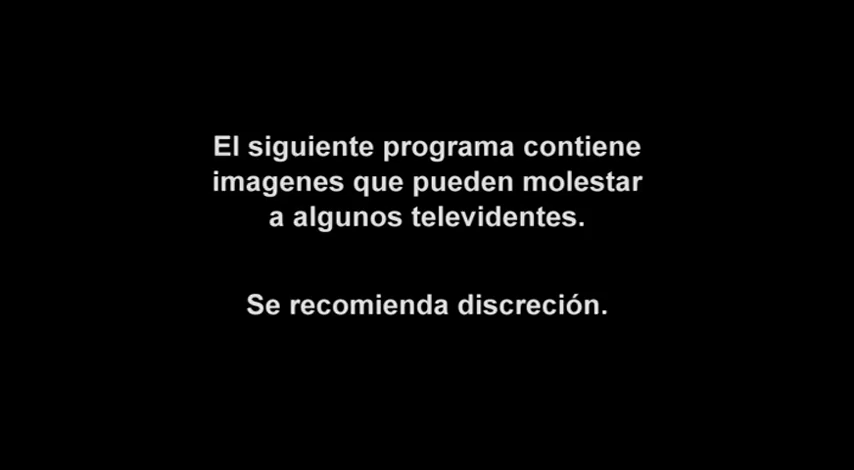 El siguiente programa contiene
imagenes que pueden molestar
a algunos televidentes.
Se recomienda discreción.